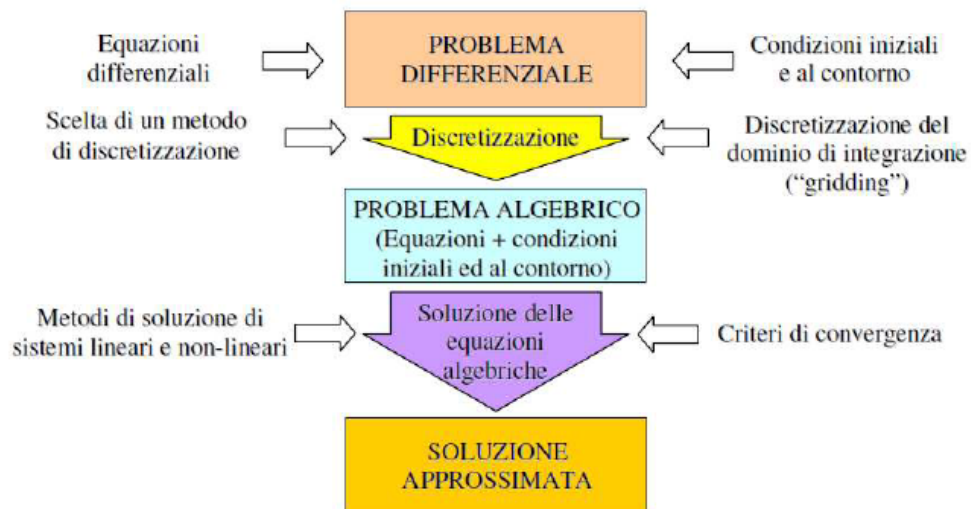 Equazioni
differenziali
PROBLEMA
DIFFERENZIALE
Condizioni iniziali
e al contorno
Scelta di un metodo
di discretizzazione
Discretizzazione
Discretizzazione del
dominio di integrazione
(“gridding”)
PROBLEMA ALGEBRICO
(Equazioni + condizioni
iniziali ed al contorno)
Metodi di soluzione di
sistemi lineari e non-lineari
Soluzione delle
equazioni
algebriche
Criteri di convergenza
SOLUZIONE
APPROSSIMATA